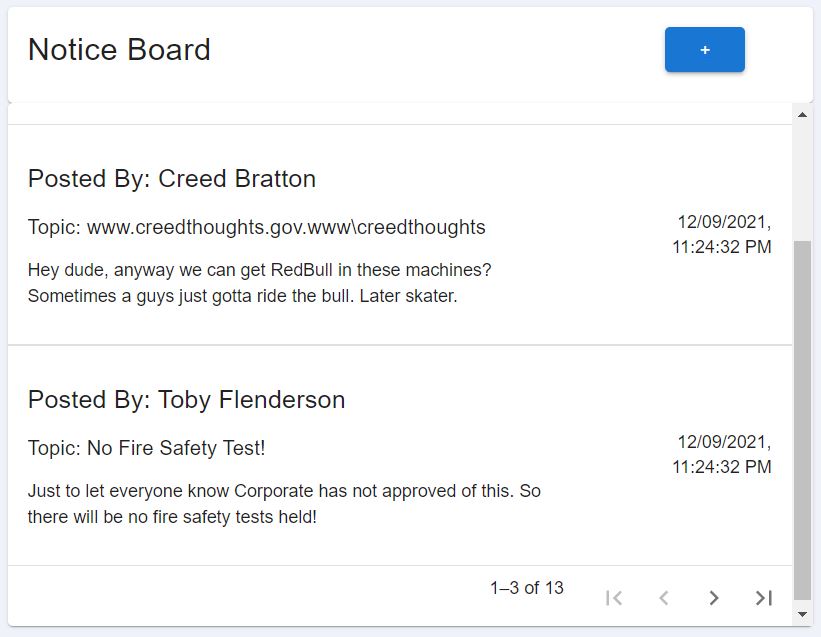 Notice Board
+
Posted By: Creed Bratton
Topic: www.creedthoughts.gov.www\creedthoughts
12/09/2021,
11:24:32 PM
Hey dude, anyway we can get RedBull in these machines?
Sometimes a guys just gotta ride the bull. Later skater.
Posted By: Toby Flenderson
Topic: No Fire Safety Test!
12/09/2021,
11:24:32 PM
Just to let everyone know Corporate has not approved of this. So
there will be no fire safety tests held!
1–3 of 13